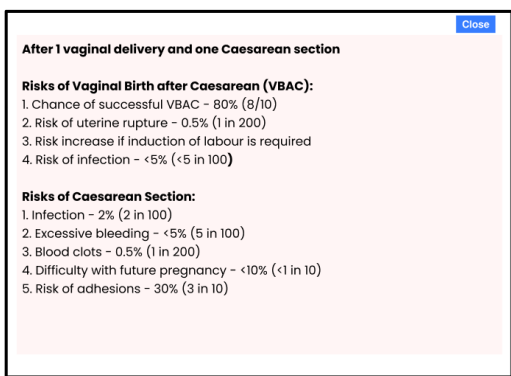 Close
After 1 vaginal delivery and one Caesarean section
Risks of Vaginal Birth after Caesarean (VBAC):
1. Chance of successful VBAC - 80% (8/10)
2. Risk of uterine rupture - 0.5% (1 in 200)
3. Risk increase if induction of labour is required
4. Risk of infection - <5% (<5 in 100)
Risks of Caesarean Section:
1. Infection - 2% (2 in 100)
2. Excessive bleeding - <5% (5 in 100)
3. Blood clots - 0.5% (1 in 200)
4. Difficulty with future pregnancy - <10% (<1 in 10)
5. Risk of adhesions - 30% (3 in 10)